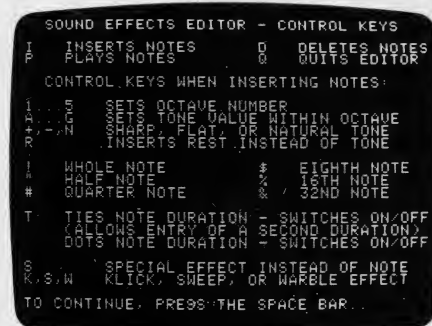 SOUND EFFECTS EDITOR - CONTROL KEYS
I INSERTS NOTES D DELETES NOTES
P PLAYS NOTES Q QUITS EDITOR
CONTROL KEYS WHEN INSERTING NOTES:
1...5 SETS OCTAVE NUMBER
A...G SETS TONE VALUE WITHIN OCTAVE
+,-,N SHARP, FLAT, OR NATURAL TONE
R INSERTS REST INSTEAD OF TONE
! WHOLE NOTE $ EIGHTH NOTE
" HALF NOTE % 16TH NOTE
# QUARTER NOTE & 32ND NOTE
T TIES NOTE DURATION - SWITCHES ON/OFF
(ALLOWS ENTRY OF A SECOND DURATION)
. DOTS NOTE DURATION - SWITCHES ON/OFF
S SPECIAL EFFECT INSTEAD OF NOTE
K,S,W KLICK, SWEEP, OR WARBLE EFFECT
TO CONTINUE, PRESS THE SPACE BAR..